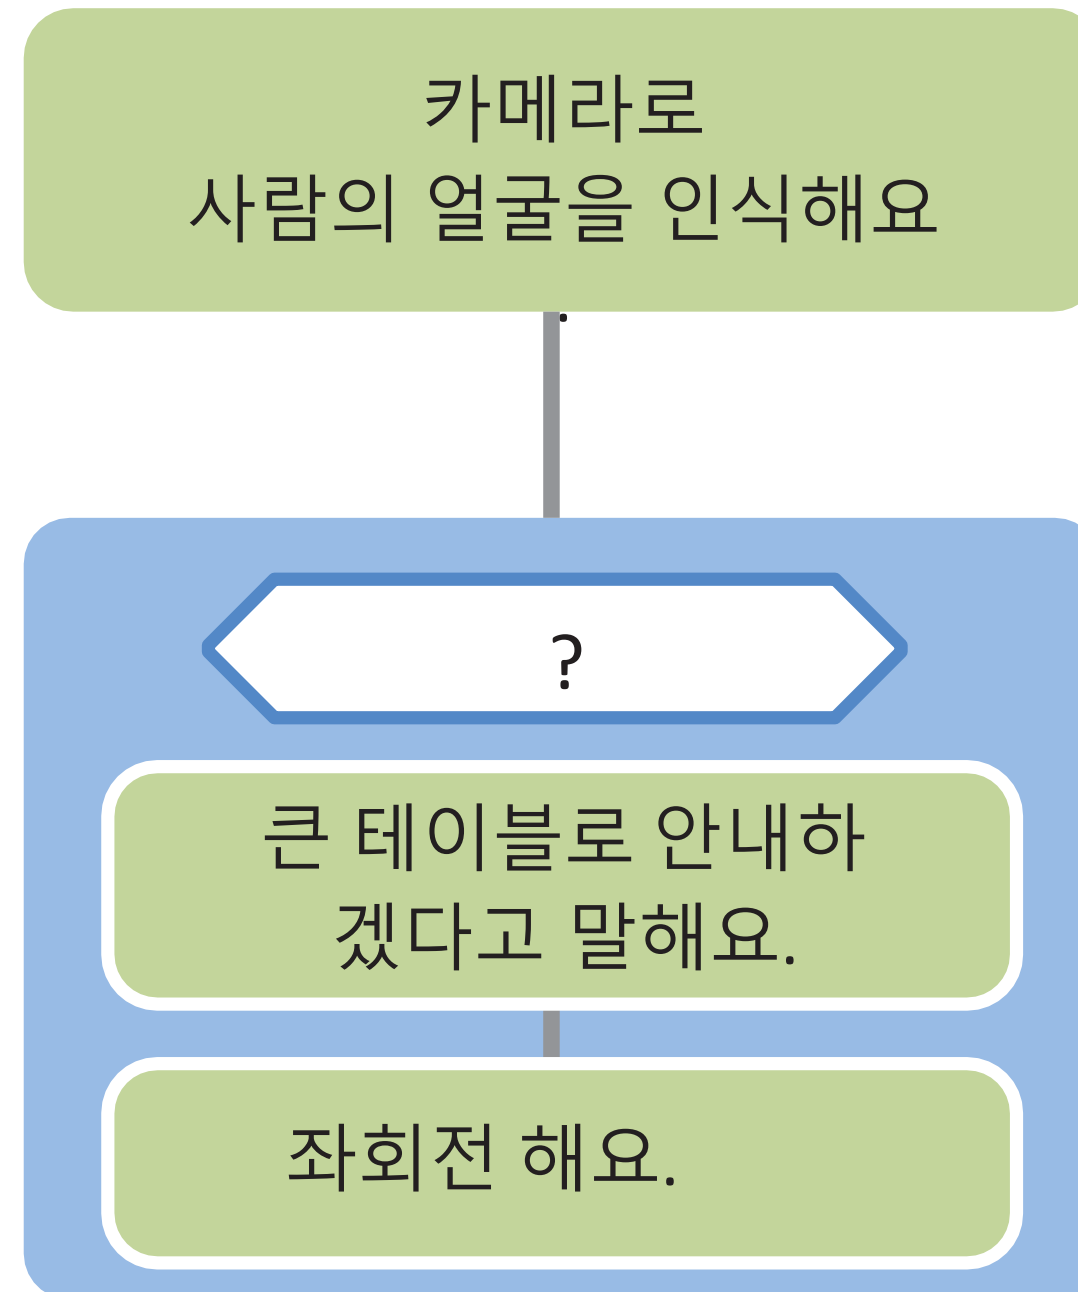 카메라로
사람의 얼굴을 인식해요
.
?
큰 테이블로 안내하
겠다고 말해요.
좌회전 해요.